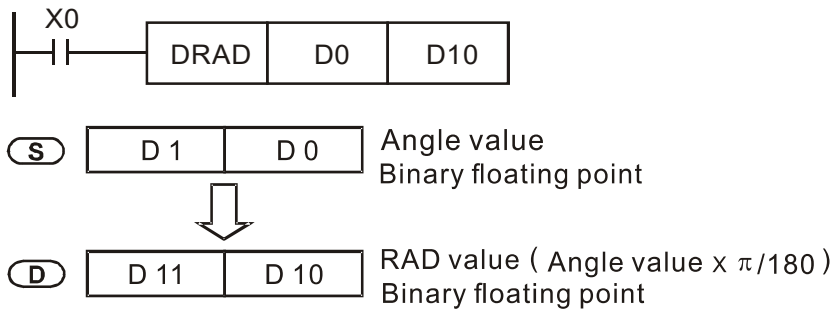 X0
DRAD D0 D10
S D 1 D 0 Angle value
Binary floating point
D D 11 D 10 RAD value ( Angle value x π/180 )
Binary floating point